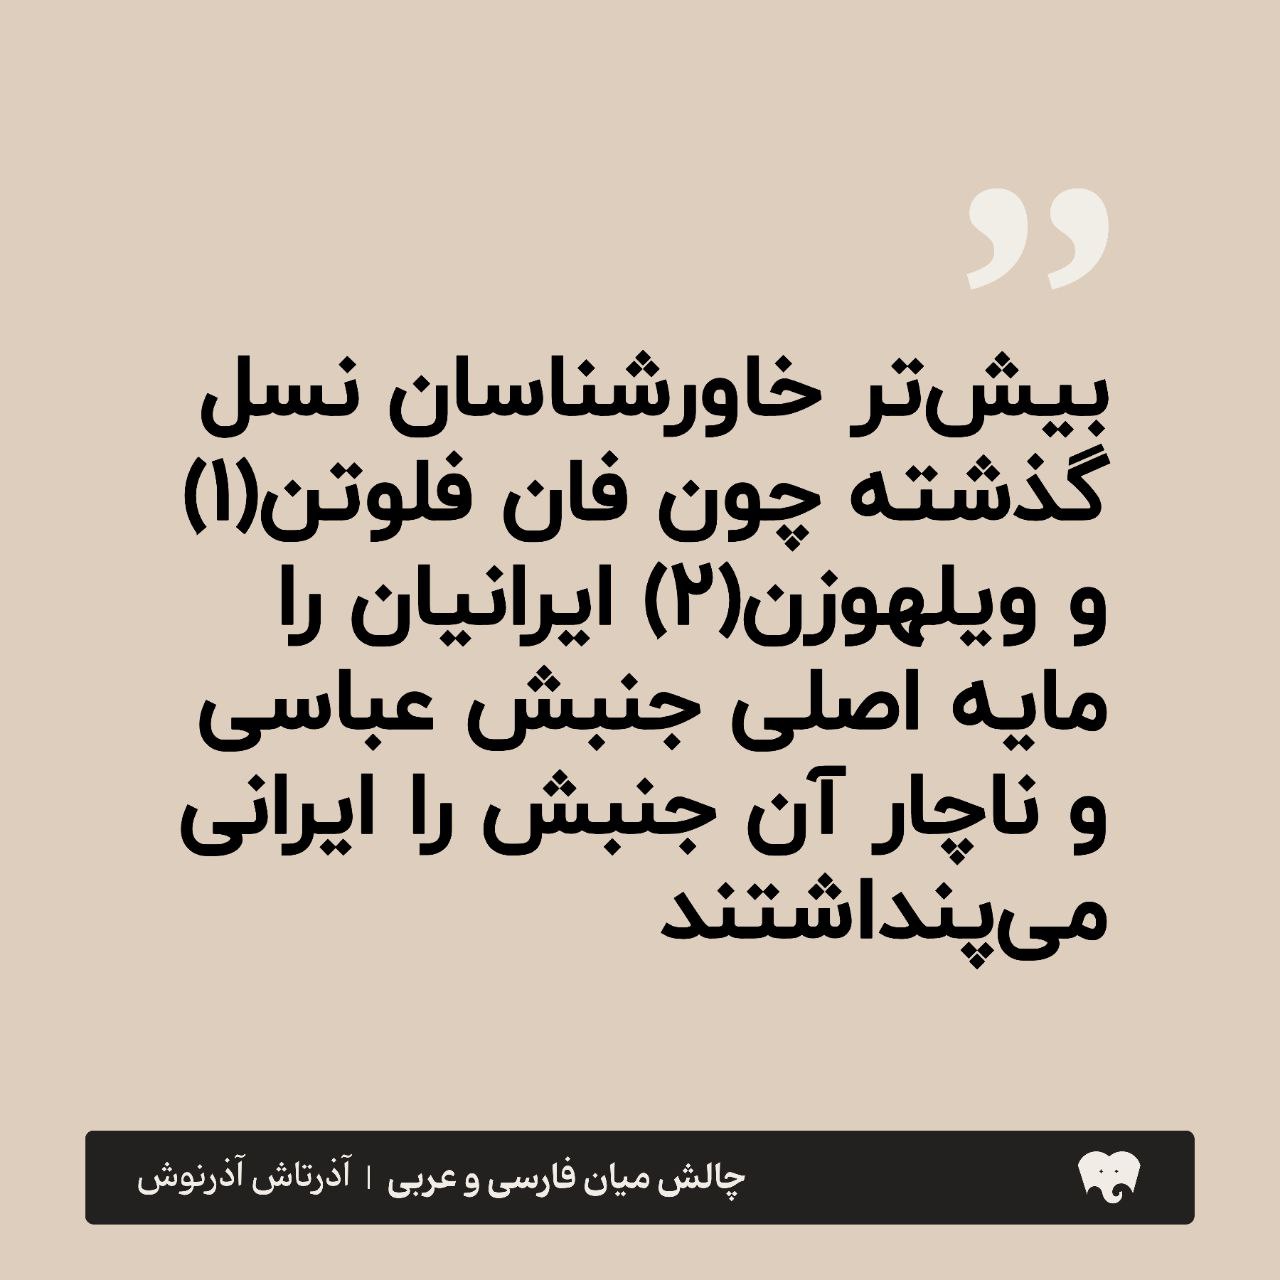 ”
بیش‌تر خاورشناسان نسل
گذشته چون فان فلوتن(۱)
و ویلهوزن(۲) ایرانیان را
مایه اصلی جنبش عباسی
و ناچار آن جنبش را ایرانی
می‌پنداشتند
چالش میان فارسی و عربی | آذرتاش آذرنوش